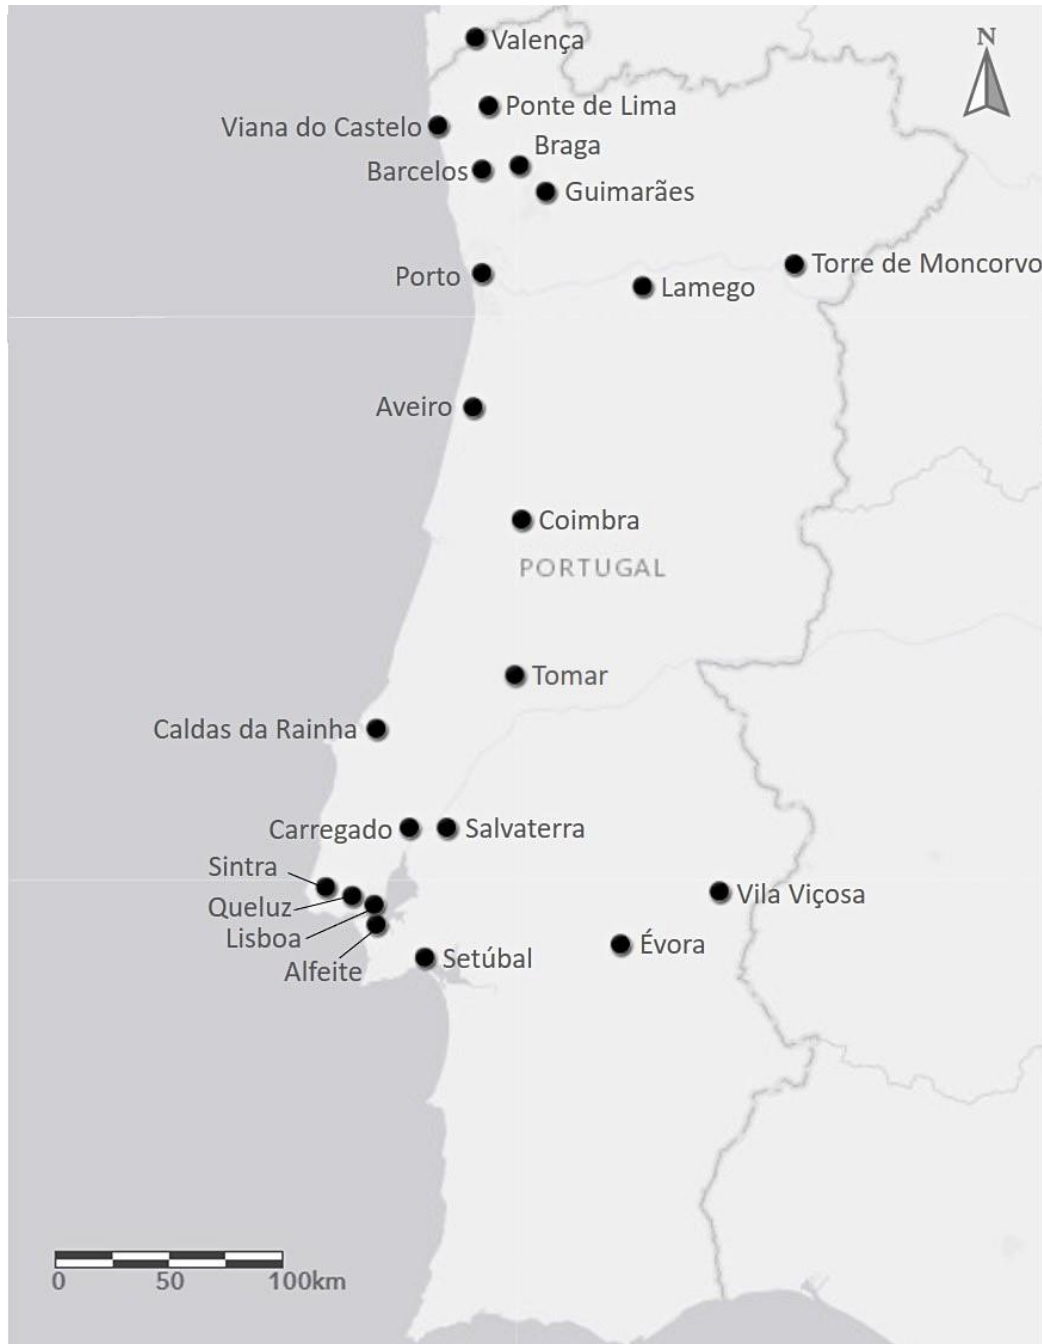 N
Valença
Ponte de Lima
Viana do Castelo
Braga
Barcelos
Guimarães
Porto
Torre de Moncorvo
Lamego
Aveiro
Coimbra
PORTUGAL
Tomar
Caldas da Rainha
Carregado
Salvaterra
Sintra
Queluz
Vila Viçosa
Lisboa
Évora
Alfeite
Setúbal
0 50 100km